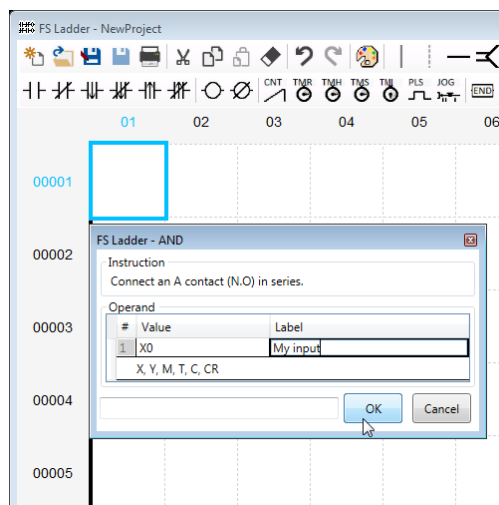 FS Ladder - NewProject
CNT TMR TMH TMS TMI PLS JOG END
01 02 03 04 05 06
00001
00002
FS Ladder - AND
Instruction
Connect an A contact (N.O) in series.
Operand
# Value Label
1 X0 My input
X, Y, M, T, C, CR
00003
00004
OK Cancel
00005